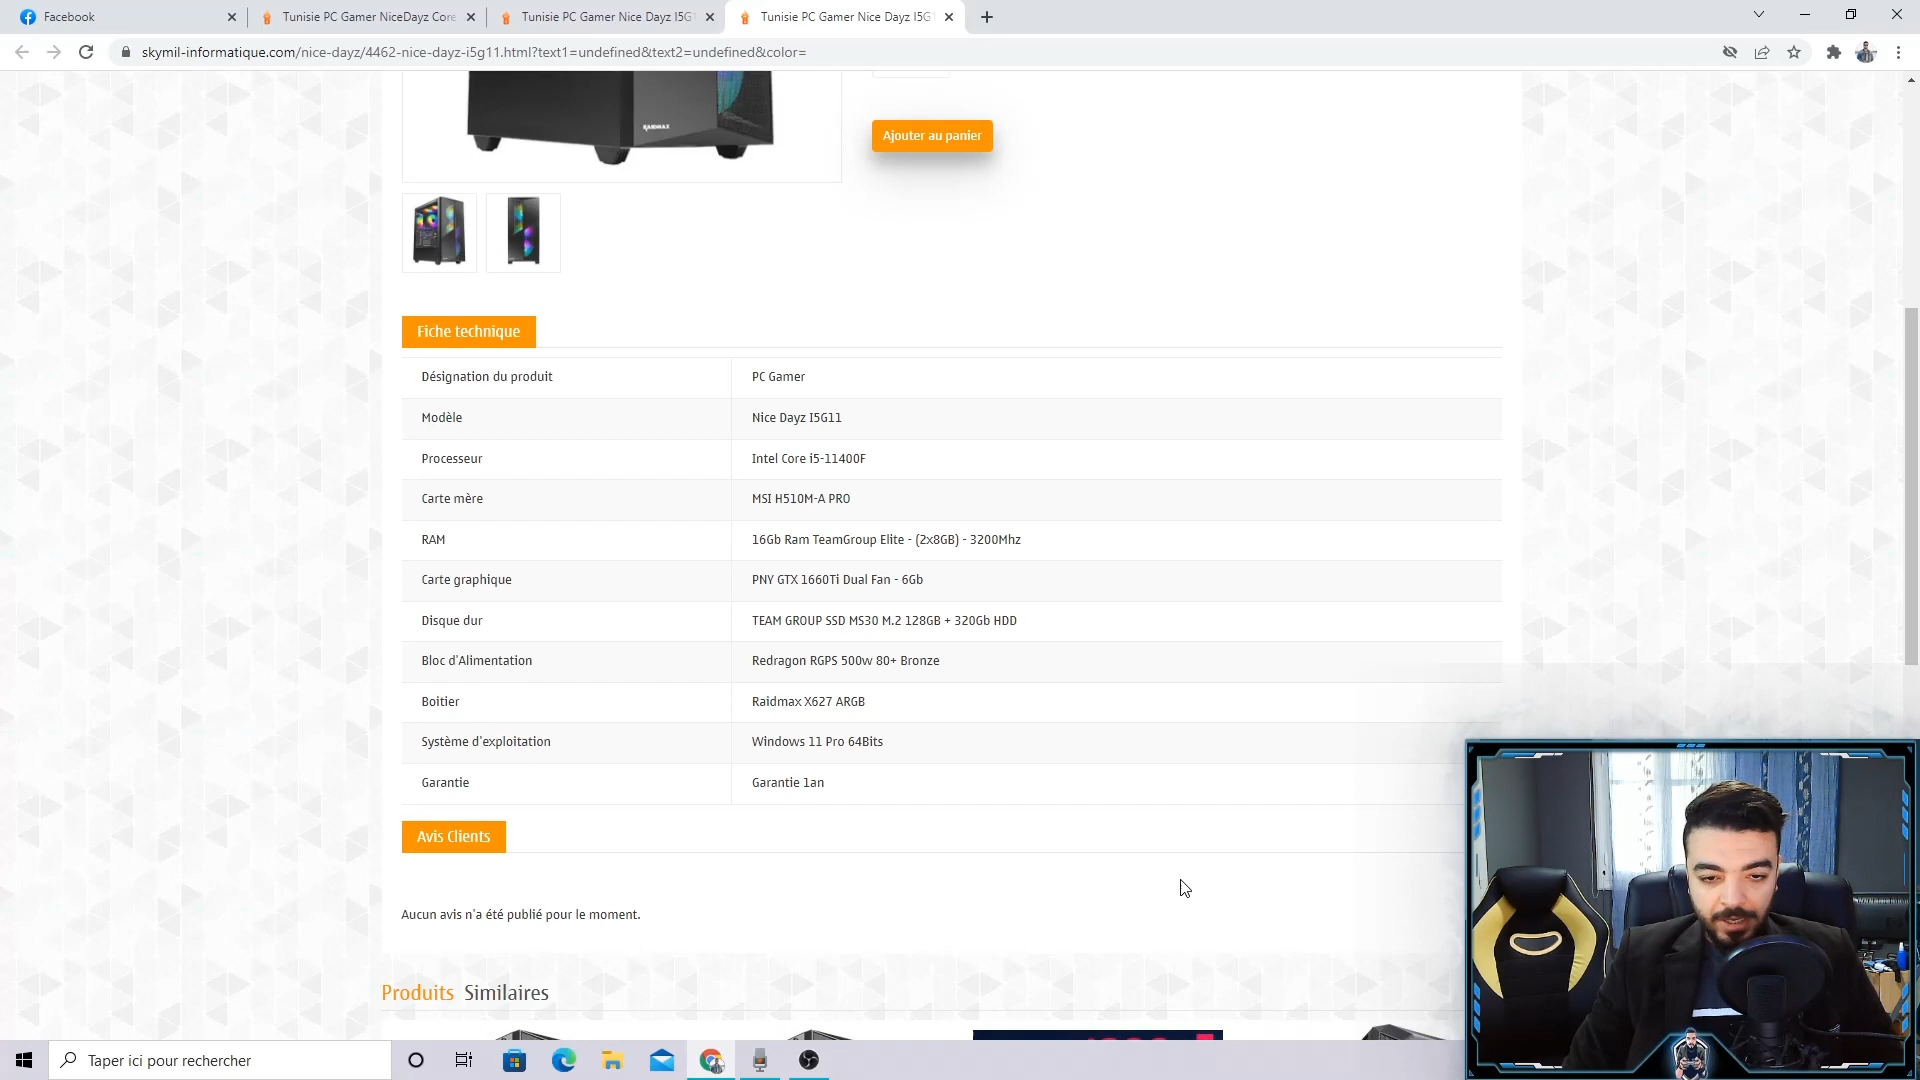 Facebook
Tunisie PC Gamer NiceDayz Core
Tunisie PC Gamer Nice Dayz I5G1
Tunisie PC Gamer Nice Dayz I5G1
skymil-informatique.com/nice-dayz/4462-nice-dayz-i5g11.html?text1=undefined&text2=undefined&color=
RAIDMAX
Ajouter au panier
Fiche technique
Désignation du produit PC Gamer
Modèle Nice Dayz I5G11
Processeur Intel Core i5-11400F
Carte mère MSI H510M-A PRO
RAM 16Gb Ram TeamGroup Elite - (2x8GB) - 3200Mhz
Carte graphique PNY GTX 1660Ti Dual Fan - 6Gb
Disque dur TEAM GROUP SSD MS30 M.2 128GB + 320Gb HDD
Bloc d'Alimentation Redragon RGPS 500w 80+ Bronze
Boitier Raidmax X627 ARGB
Système d'exploitation Windows 11 Pro 64Bits
Garantie Garantie 1an
Avis Clients
Aucun avis n'a été publié pour le moment.
Produits Similaires
Taper ici pour rechercher